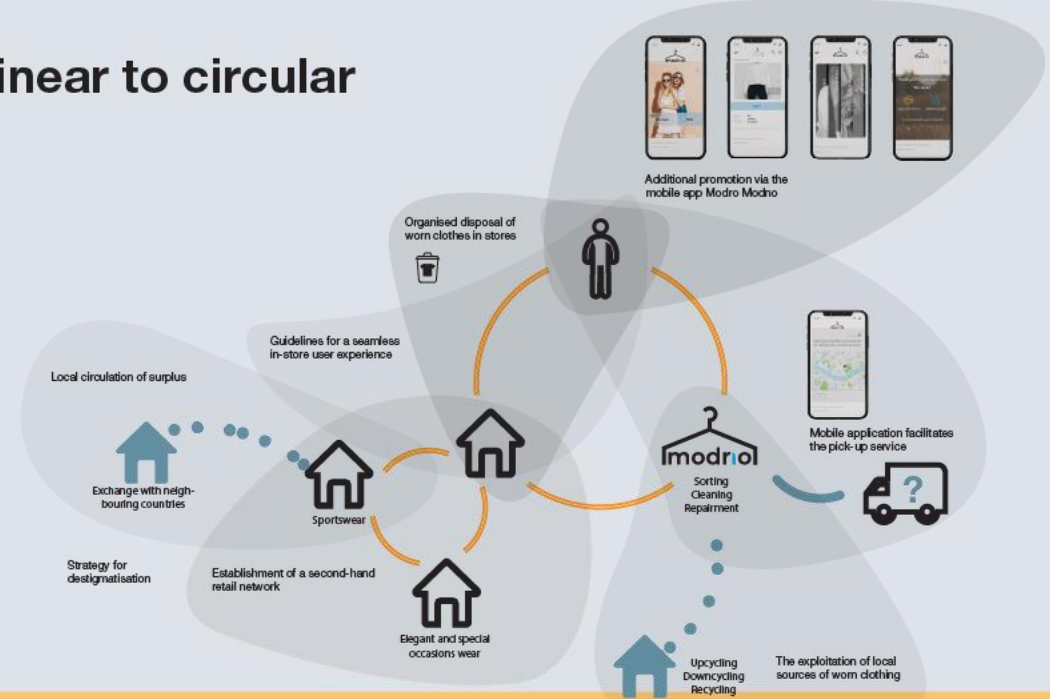 inear to circular
Additional promotion via the
mobile app Modro Modno
Organised disposal of
worn clothes in stores
Guidelines for a seamless
in-store user experience
Local circulation of surplus
Mobile application facilitates
the pick-up service
modrno
Sorting
Cleaning
Repairment
?
Exchange with neigh-
bouring countries
Sportswear
Strategy for
destigmatisation
Establishment of a second-hand
retail network
Elegant and special
occasions wear
Upcycling
Downcycling
Recycling
The exploitation of local
sources of worn clothing